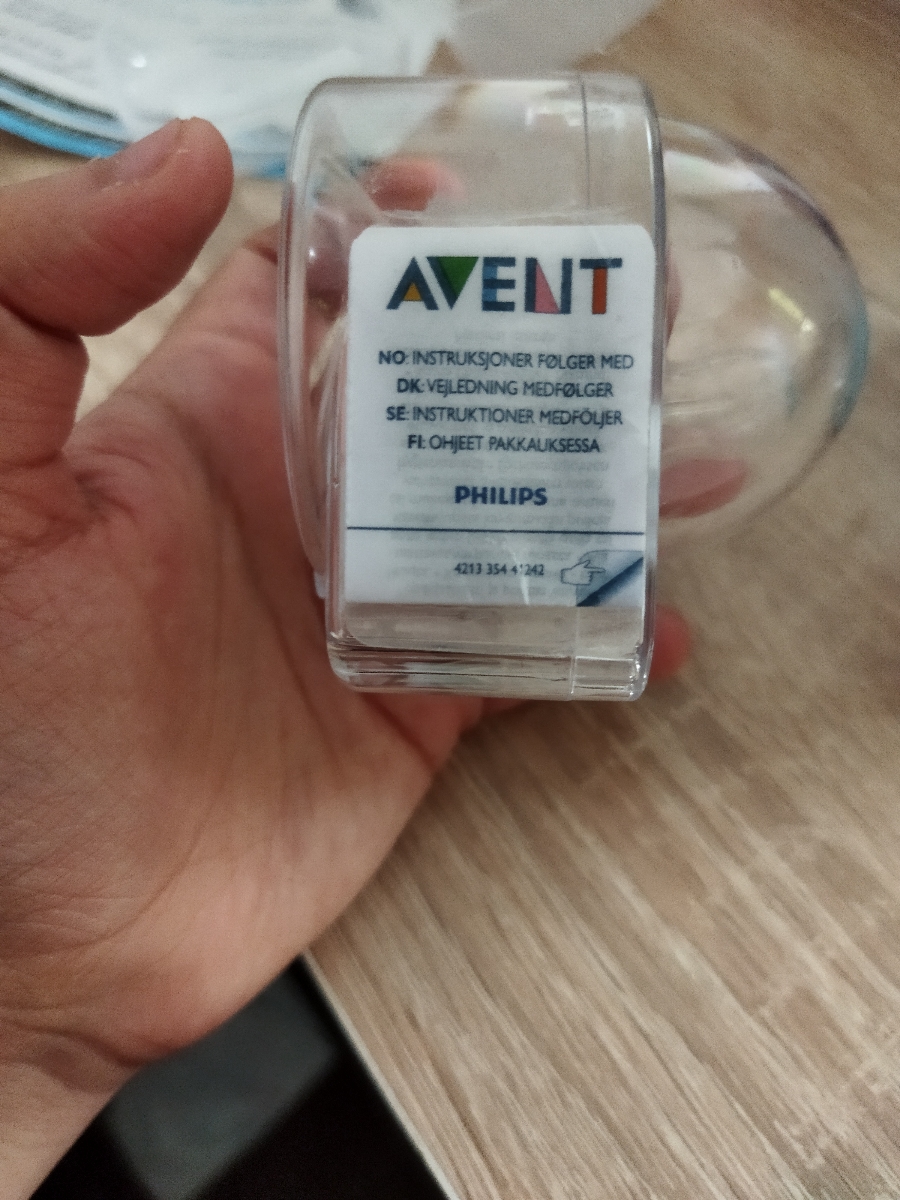 AVENT
NO: INSTRUKSJONER FØLGER MED
DK: VEJLEDNING MEDFØLGER
SE: INSTRUKTIONER MEDFÖLJER
FI: OHJEET PAKKAUKSESSA
PHILIPS
4213 354 41242